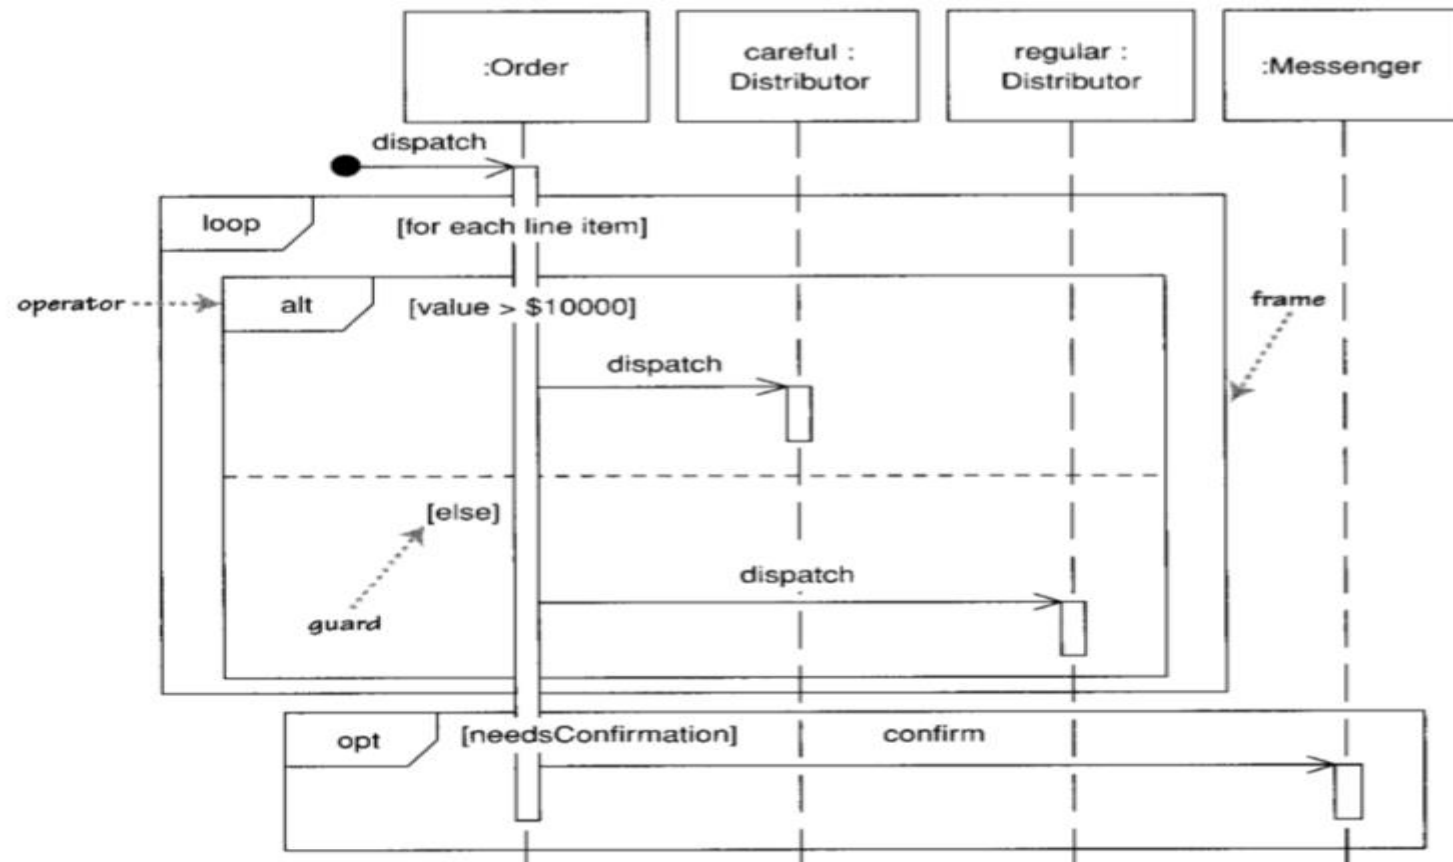 :Order
careful :
Distributor
regular :
Distributor
:Messenger
dispatch
loop
[for each line item]
operator
alt
[value > $10000]
frame
dispatch
[else]
dispatch
guard
opt
[needsConfirmation]
confirm